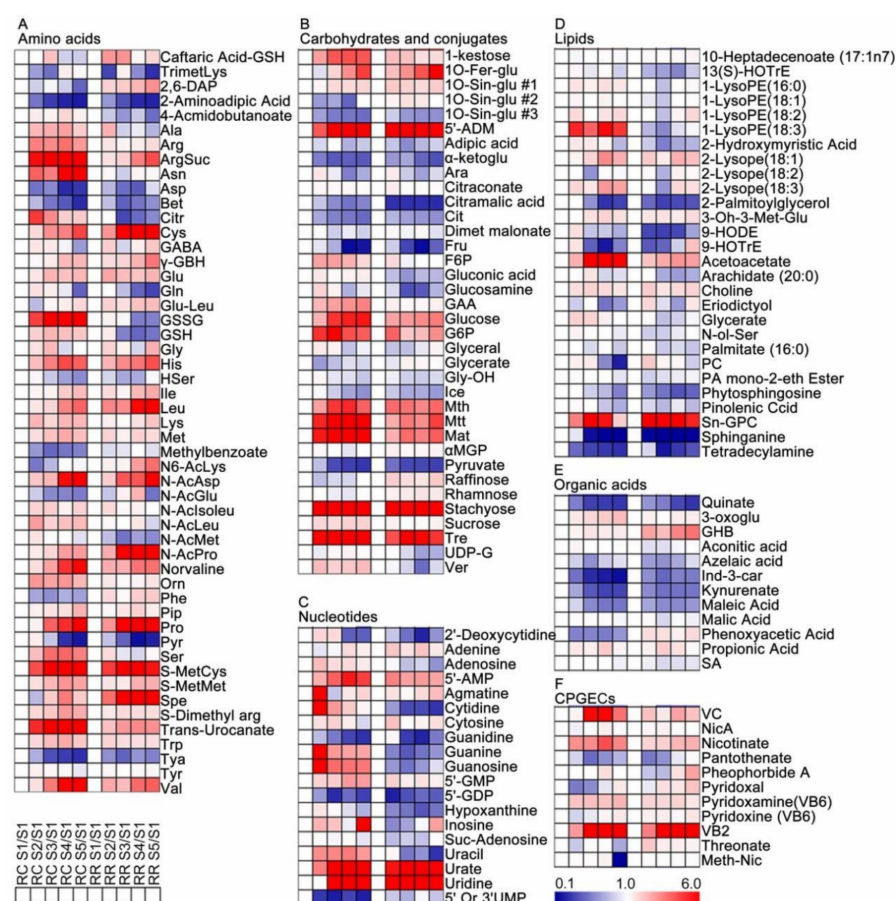 A
Amino acids
Caftaric Acid-GSH
TrimetLys
2,6-DAP
2-Aminoadipic Acid
4-Acmidobutanoate
Ala
Arg
ArgSuc
Asn
Asp
Bet
Citr
Cys
GABA
γ-GBH
Glu
Gln
Glu-Leu
GSSG
GSH
Gly
His
HSer
Ile
Leu
Lys
Met
Methylbenzoate
N6-AcLys
N-AcAsp
N-AcGlu
N-AcIsoleu
N-AcLeu
N-AcMet
N-AcPro
Norvaline
Orn
Phe
Pip
Pro
Pyr
Ser
S-MetCys
S-MetMet
Spe
S-Dimethyl arg
Trans-Urocanate
Trp
Tya
Tyr
Val
RC S1/S1
RC S2/S1
RC S3/S1
RC S4/S1
RC S5/S1
RR S1/S1
RR S2/S1
RR S3/S1
RR S4/S1
RR S5/S1
B
Carbohydrates and conjugates
1-kestose
1O-Fer-glu
1O-Sin-glu #1
1O-Sin-glu #2
1O-Sin-glu #3
5'-ADM
Adipic acid
α-ketoglu
Ara
Citraconate
Citramalic acid
Cit
Dimet malonate
Fru
F6P
Gluconic acid
Glucosamine
GAA
Glucose
G6P
Glyceral
Glycerate
Gly-OH
Ice
Mth
Mtt
Mat
αMGP
Pyruvate
Raffinose
Rhamnose
Stachyose
Sucrose
Tre
UDP-G
Ver
C
Nucleotides
2'-Deoxycytidine
Adenine
Adenosine
5'-AMP
Agmatine
Cytidine
Cytosine
Guanidine
Guanine
Guanosine
5'-GMP
5'-GDP
Hypoxanthine
Inosine
Suc-Adenosine
Uracil
Urate
Uridine
5' Or 3'UMP
D
Lipids
10-Heptadecenoate (17:1n7)
13(S)-HOTrE
1-LysoPE(16:0)
1-LysoPE(18:1)
1-LysoPE(18:2)
1-LysoPE(18:3)
2-Hydroxymyristic Acid
2-Lysope(18:1)
2-Lysope(18:2)
2-Lysope(18:3)
2-Palmitoylglycerol
3-Oh-3-Met-Glu
9-HODE
9-HOTrE
Acetoacetate
Arachidate (20:0)
Choline
Eriodictyol
Glycerate
N-ol-Ser
Palmitate (16:0)
PC
PA mono-2-eth Ester
Phytosphingosine
Pinolenic Ccid
Sn-GPC
Sphinganine
Tetradecylamine
E
Organic acids
Quinate
3-oxoglu
GHB
Aconitic acid
Azelaic acid
Ind-3-car
Kynurenate
Maleic Acid
Malic Acid
Phenoxyacetic Acid
Propionic Acid
SA
F
CPGECs
VC
NicA
Nicotinate
Pantothenate
Pheophorbide A
Pyridoxal
Pyridoxamine(VB6)
Pyridoxine (VB6)
VB2
Threonate
Meth-Nic
0.1 1.0 6.0